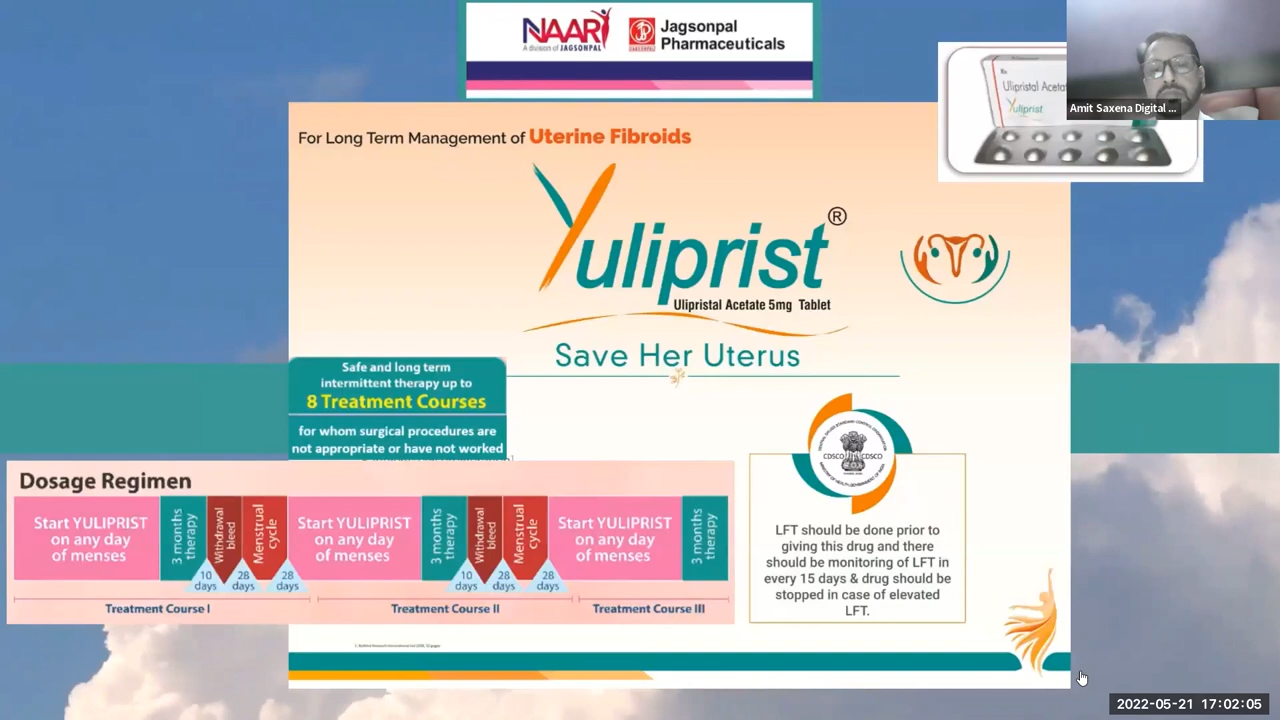 NAARI
A division of JAGSONPAL
Jagsonpal
Pharmaceuticals
Rx
Ulipristal Aceta
Yuliprist
Amit Saxena Digital ...
For Long Term Management of Uterine Fibroids
Yuliprist®
Ulipristal Acetate 5mg Tablet
Save Her Uterus
Safe and long term
intermittent therapy up to
8 Treatment Courses
for whom surgical procedures are
not appropriate or have not worked
Dosage Regimen
Start YULIPRIST
on any day
of menses
3 months
therapy
Withdrawal
bleed
Menstrual
cycle
10
days
28
days
28
days
Treatment Course I
Start YULIPRIST
on any day
of menses
3 months
therapy
Withdrawal
bleed
Menstrual
cycle
10
days
28
days
28
days
Treatment Course II
Start YULIPRIST
on any day
of menses
3 months
therapy
Treatment Course III
CDSCO CDSCO
LFT should be done prior to
giving this drug and there
should be monitoring of LFT in
every 15 days & drug should be
stopped in case of elevated
LFT.
2022-05-21 17:02:05